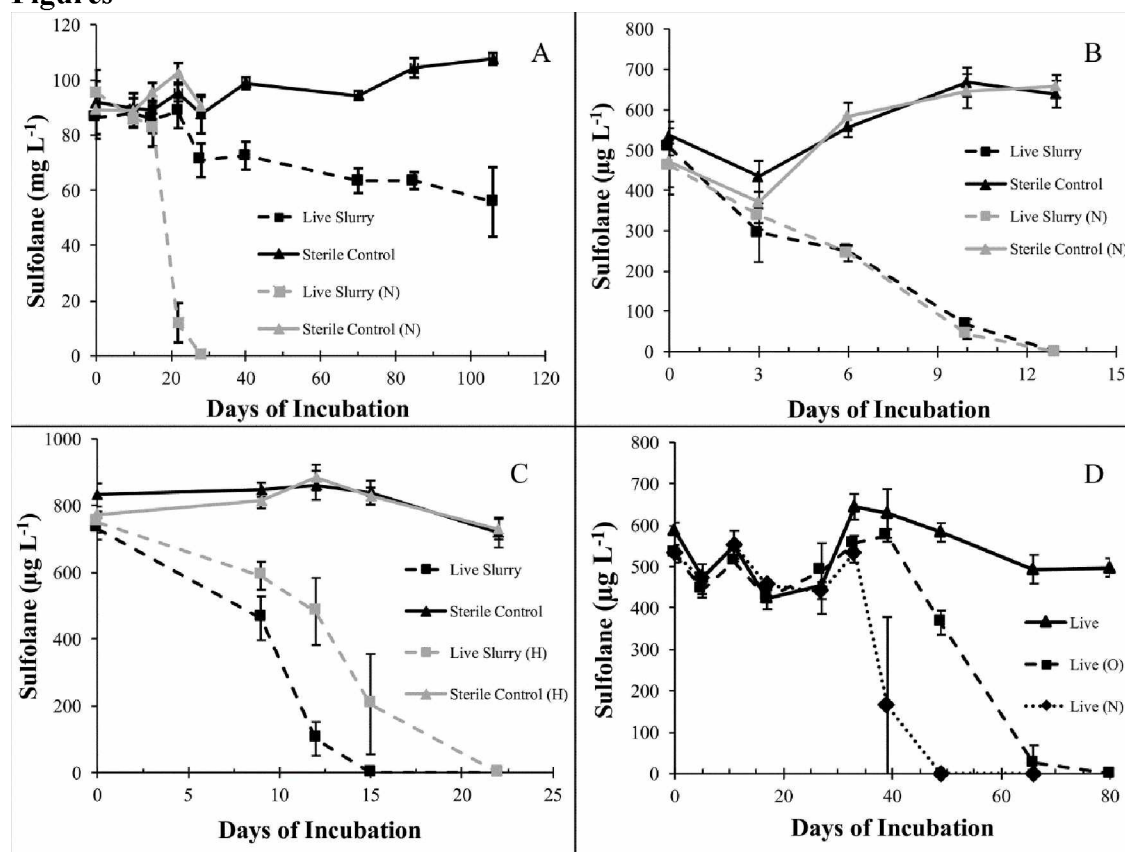 Figures
A
120
100
80
60
40
20
0
Sulfolane (mg L-1)
Live Slurry
Sterile Control
Live Slurry (N)
Sterile Control (N)
0 20 40 60 80 100 120
Days of Incubation
B
800
700
600
500
400
300
200
100
0
Sulfolane (µg L-1)
Live Slurry
Sterile Control
Live Slurry (N)
Sterile Control (N)
0 3 6 9 12 15
Days of Incubation
C
1000
800
600
400
200
0
Sulfolane (µg L-1)
Live Slurry
Sterile Control
Live Slurry (H)
Sterile Control (H)
0 5 10 15 20 25
Days of Incubation
D
800
700
600
500
400
300
200
100
0
Sulfolane (µg L-1)
Live
Live (O)
Live (N)
0 20 40 60 80
Days of Incubation